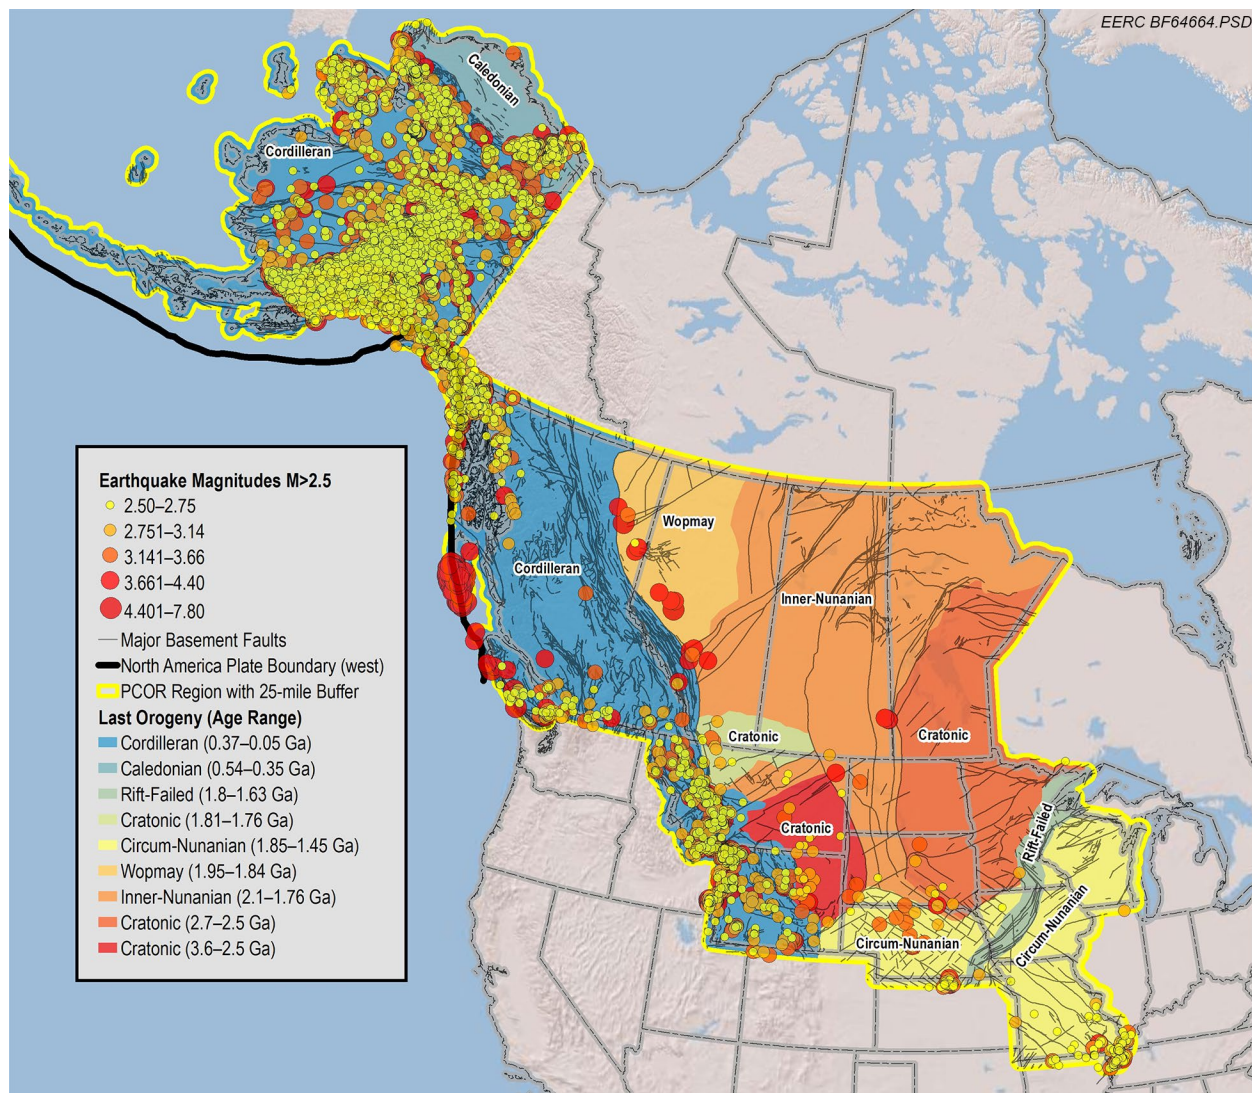 EERC BF64664.PSD
Caledonian
Cordilleran
Wopmay
Cordilleran
Inner-Nunanian
Cratonic
Cratonic
Cratonic
Rift-Failed
Circum-Nunanian
Circum-Nunanian
Earthquake Magnitudes M>2.5
2.50–2.75
2.751–3.14
3.141–3.66
3.661–4.40
4.401–7.80
Major Basement Faults
North America Plate Boundary (west)
PCOR Region with 25-mile Buffer
Last Orogeny (Age Range)
Cordilleran (0.37–0.05 Ga)
Caledonian (0.54–0.35 Ga)
Rift-Failed (1.8–1.63 Ga)
Cratonic (1.81–1.76 Ga)
Circum-Nunanian (1.85–1.45 Ga)
Wopmay (1.95–1.84 Ga)
Inner-Nunanian (2.1–1.76 Ga)
Cratonic (2.7–2.5 Ga)
Cratonic (3.6–2.5 Ga)